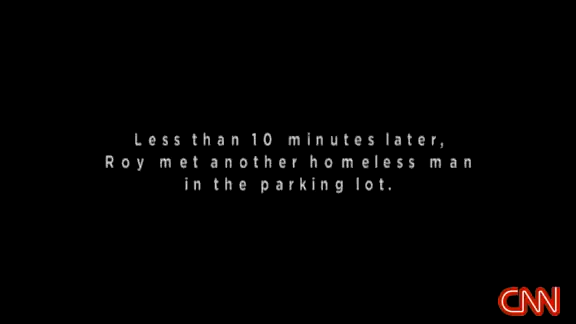 Less than 10 minutes later,
Roy met another homeless man
in the parking lot.
CNN